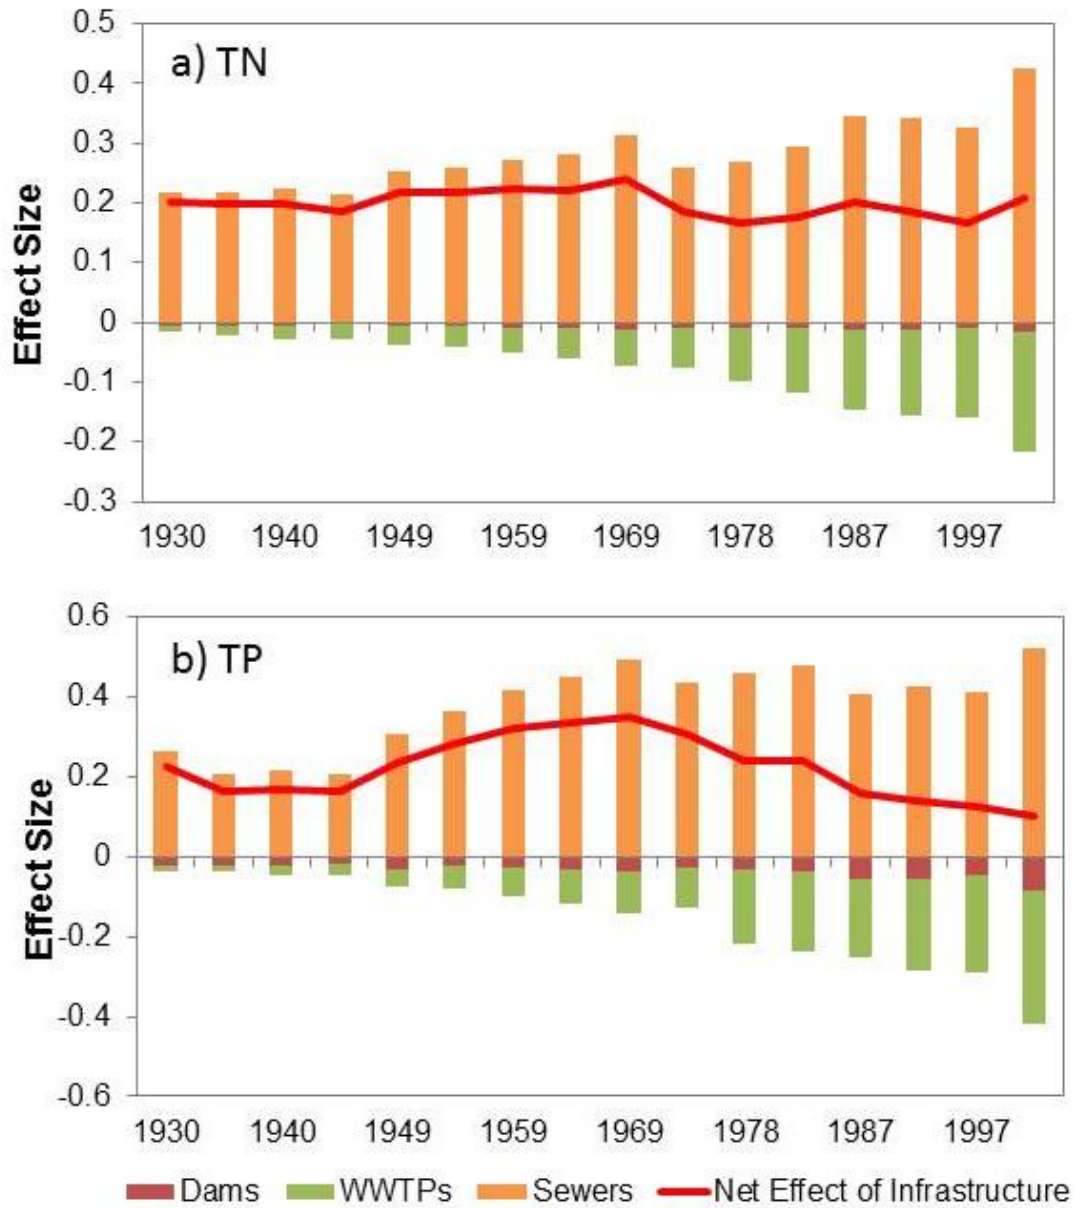 a) TN
0.5
0.4
0.3
0.2
0.1
0
-0.1
-0.2
-0.3
Effect Size
1930 1940 1949 1959 1969 1978 1987 1997
b) TP
0.6
0.4
0.2
0
-0.2
-0.4
-0.6
Effect Size
1930 1940 1949 1959 1969 1978 1987 1997
Dams WWTPs Sewers Net Effect of Infrastructure